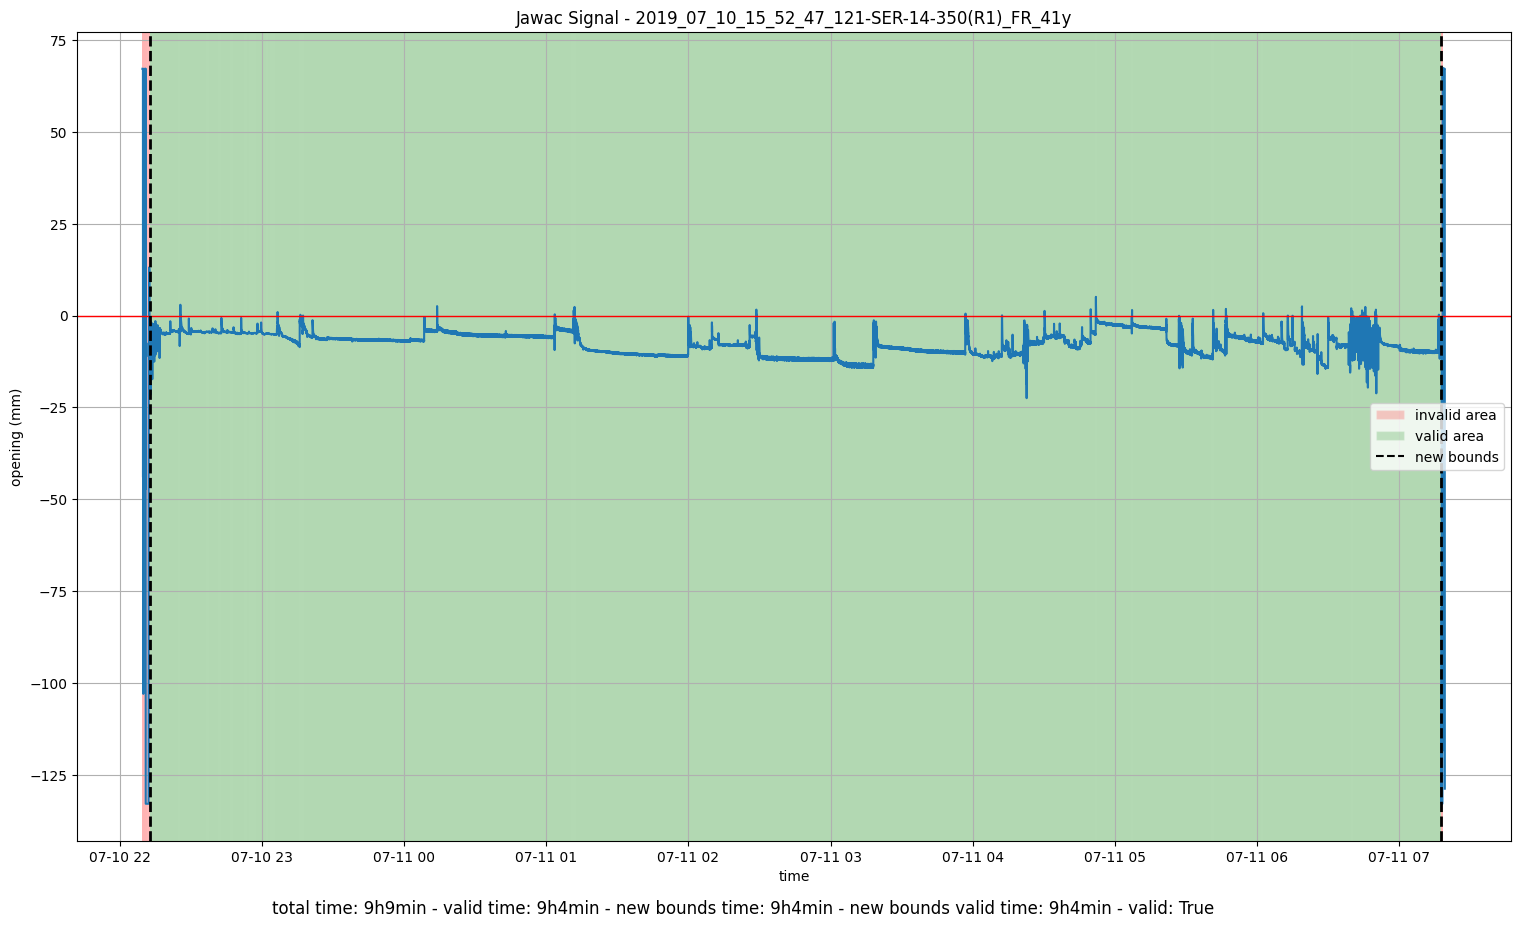 Jawac Signal - 2019_07_10_15_52_47_121-SER-14-350(R1)_FR_41y
75
50
25
0
−25
−50
−75
−100
−125
opening (mm)
invalid area
valid area
new bounds
07-10 22 07-10 23 07-11 00 07-11 01 07-11 02 07-11 03 07-11 04 07-11 05 07-11 06 07-11 07
time
total time: 9h9min - valid time: 9h4min - new bounds time: 9h4min - new bounds valid time: 9h4min - valid: True